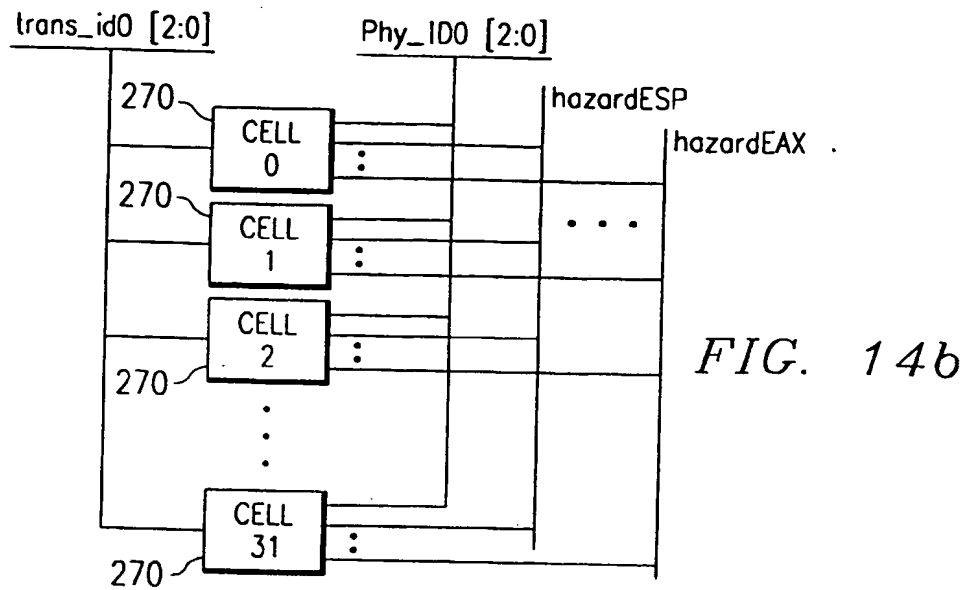 trans_id0 [2:0]
Phy_ID0 [2:0]
hazardESP
hazardEAX
270
CELL
0
270
CELL
1
CELL
2
270
CELL
31
270
FIG. 14b